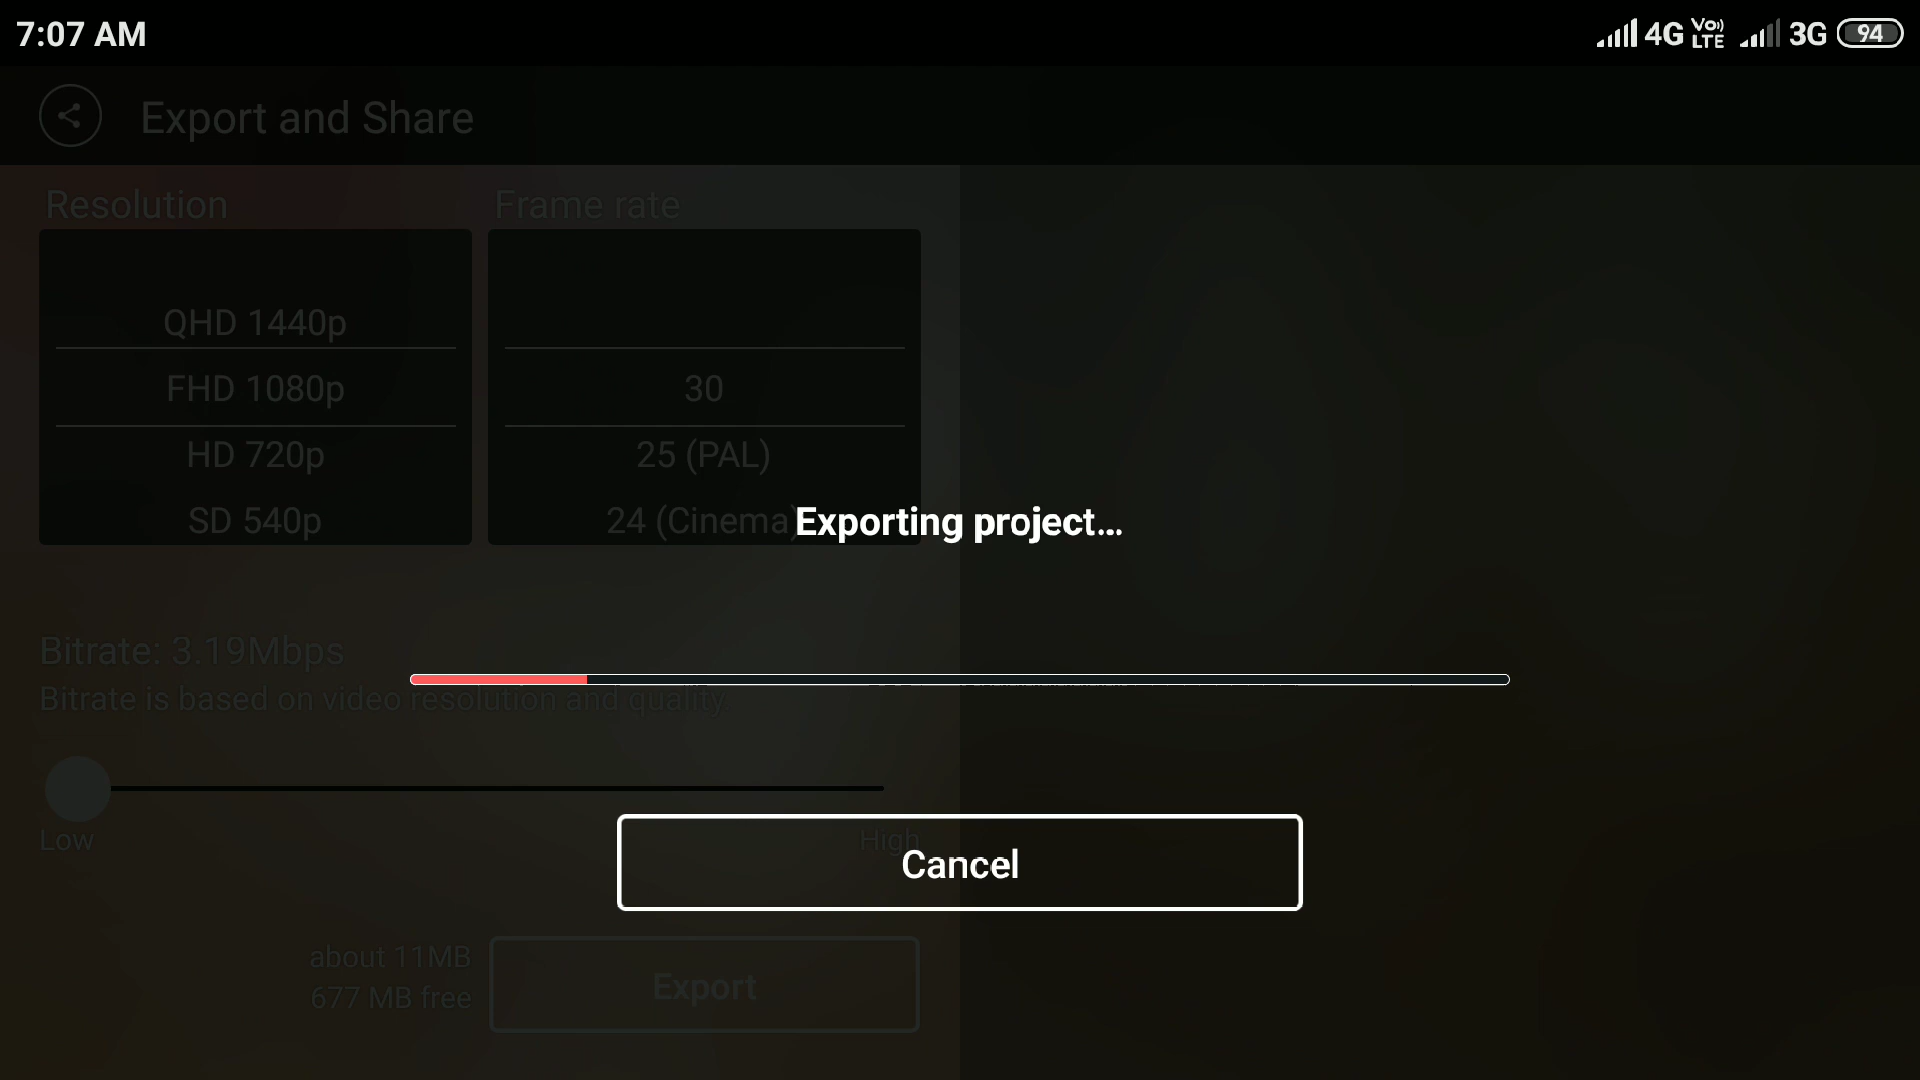 7:07 AM
4G Vo)) LTE 3G 94
Export and Share
Resolution
Frame rate
QHD 1440p
FHD 1080p
HD 720p
SD 540p
30
25 (PAL)
24 (Cinema)
Exporting project...
Bitrate: 3.19Mbps
Bitrate is based on video resolution and quality
Low
High
Cancel
about 11MB
677 MB free
Export